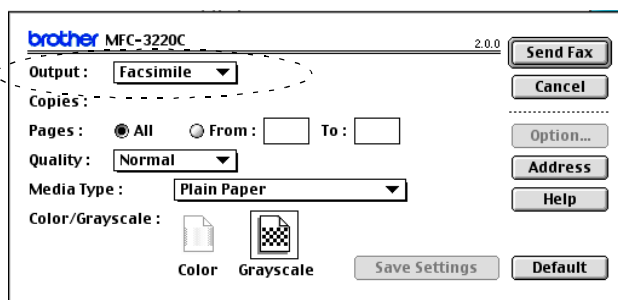 brother MFC-3220C 2.0.0 Send Fax
Output : Facsimile Cancel
Copies :
Pages : All From : To : Option...
Quality : Normal Address
Media Type : Plain Paper Help
Color/Grayscale :
Color Grayscale Save Settings Default